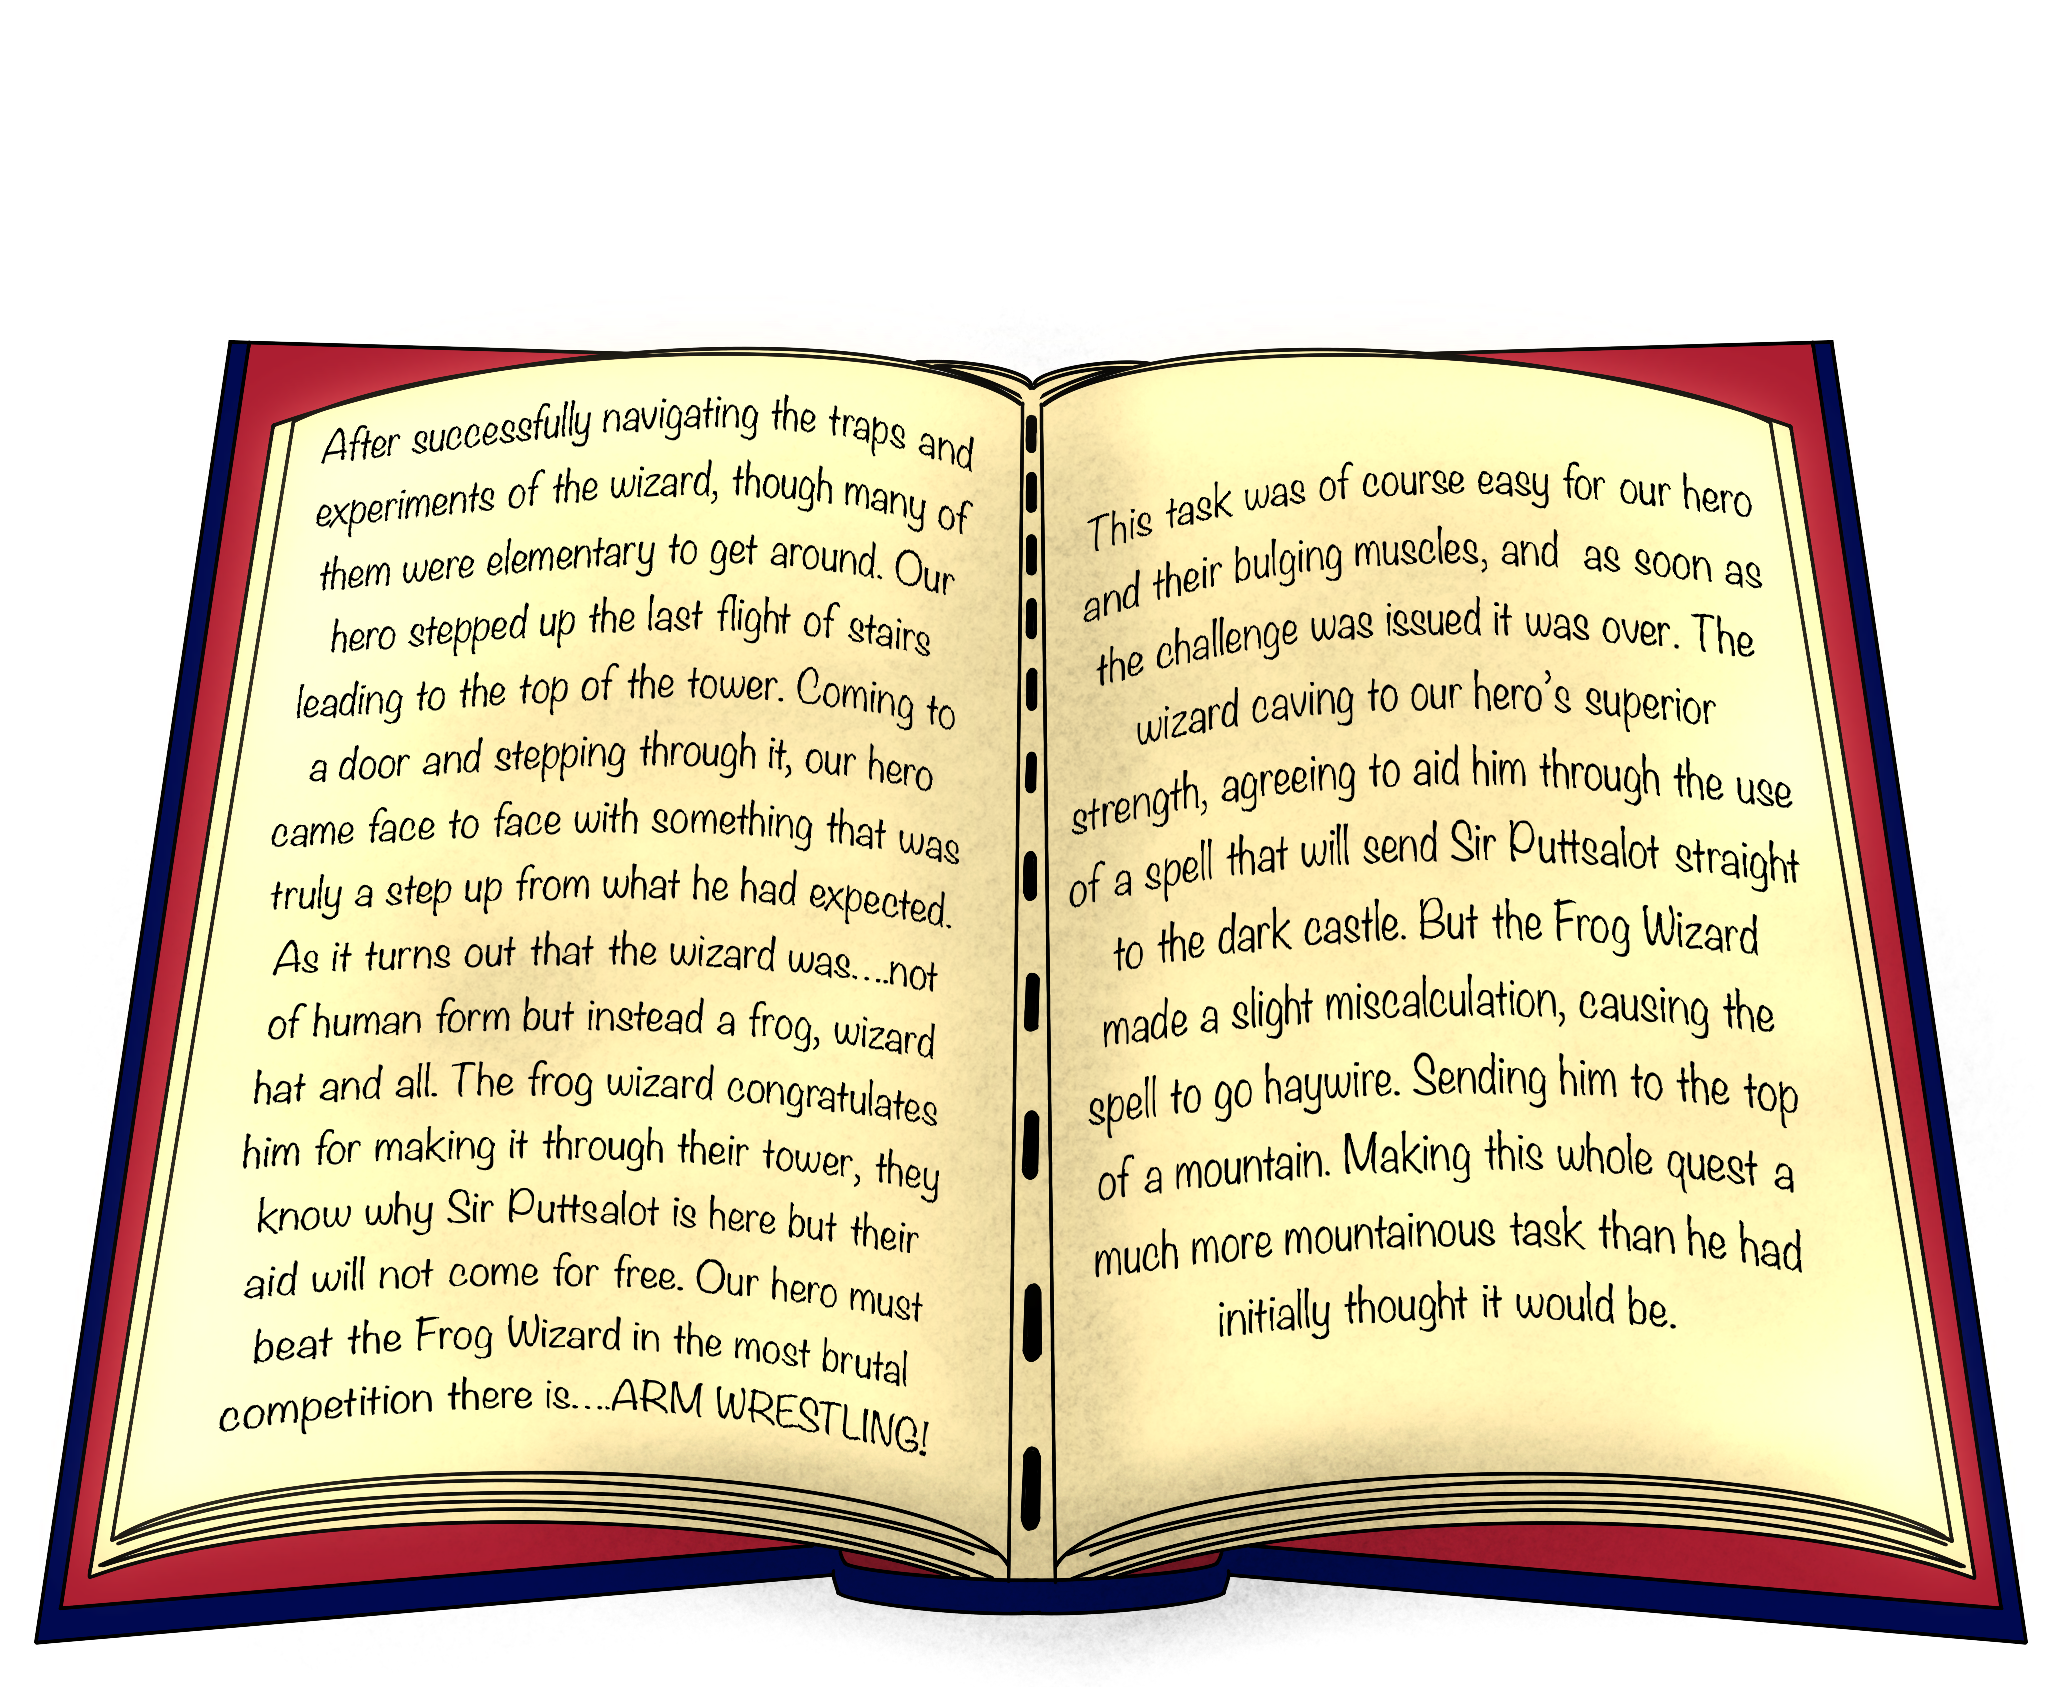 After successfully navigating the traps and
experiments of the wizard, though many of
them were elementary to get around. Our
hero stepped up the last flight of stairs
leading to the top of the tower. Coming to
a door and stepping through it, our hero
came face to face with something that was
truly a step up from what he had expected.
As it turns out that the wizard was....not
of human form but instead a frog, wizard
hat and all. The frog wizard congratulates
him for making it through their tower, they
know why Sir Puttsalot is here but their
aid will not come for free. Our hero must
beat the Frog Wizard in the most brutal
competition there is....ARM WRESTLING!
This task was of course easy for our hero
and their bulging muscles, and as soon as
the challenge was issued it was over. The
wizard caving to our hero's superior
strength, agreeing to aid him through the use
of a spell that will send Sir Puttsalot straight
to the dark castle. But the Frog Wizard
made a slight miscalculation, causing the
spell to go haywire. Sending him to the top
of a mountain. Making this whole quest a
much more mountainous task than he had
initially thought it would be.